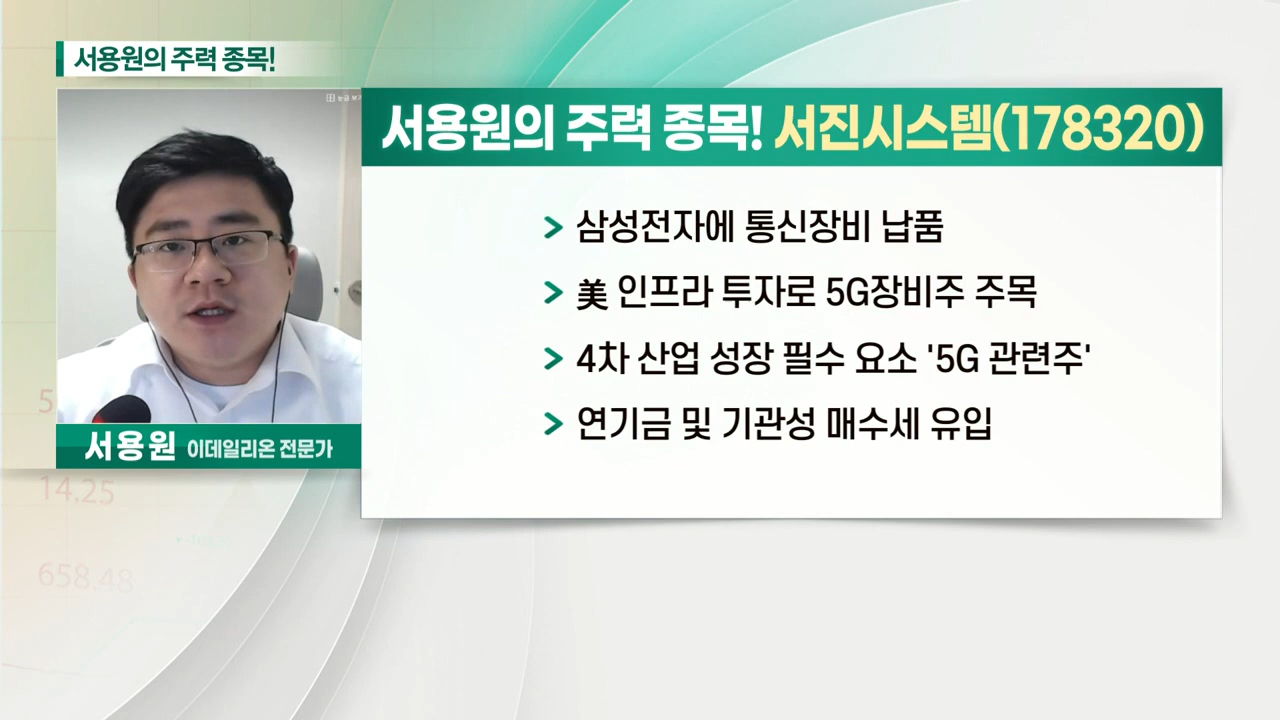 서용원의 주력 종목!
눈금 보기
서용원의 주력 종목! 서진시스템(178320)
> 삼성전자에 통신장비 납품
> 美 인프라 투자로 5G장비주 주목
> 4차 산업 성장 필수 요소 '5G 관련주'
> 연기금 및 기관성 매수세 유입
서용원 이데일리온 전문가
14.25
658.48